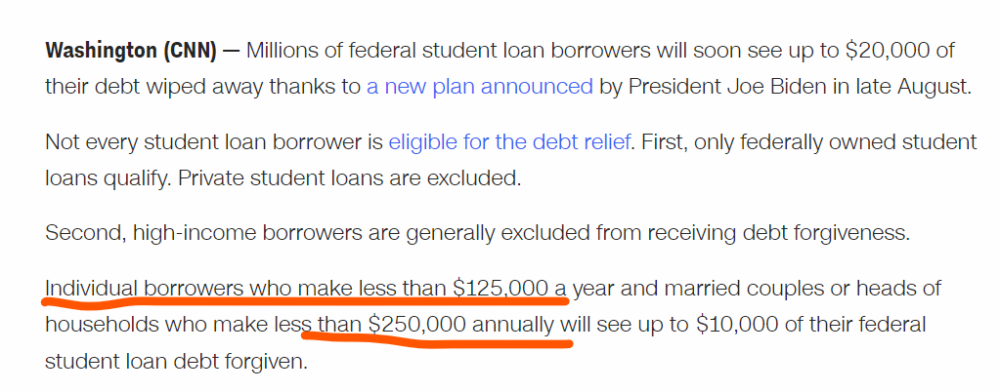 Washington (CNN) — Millions of federal student loan borrowers will soon see up to $20,000 of
their debt wiped away thanks to a new plan announced by President Joe Biden in late August.
Not every student loan borrower is eligible for the debt relief. First, only federally owned student
loans qualify. Private student loans are excluded.
Second, high-income borrowers are generally excluded from receiving debt forgiveness.
Individual borrowers who make less than $125,000 a year and married couples or heads of
households who make less than $250,000 annually will see up to $10,000 of their federal
student loan debt forgiven.